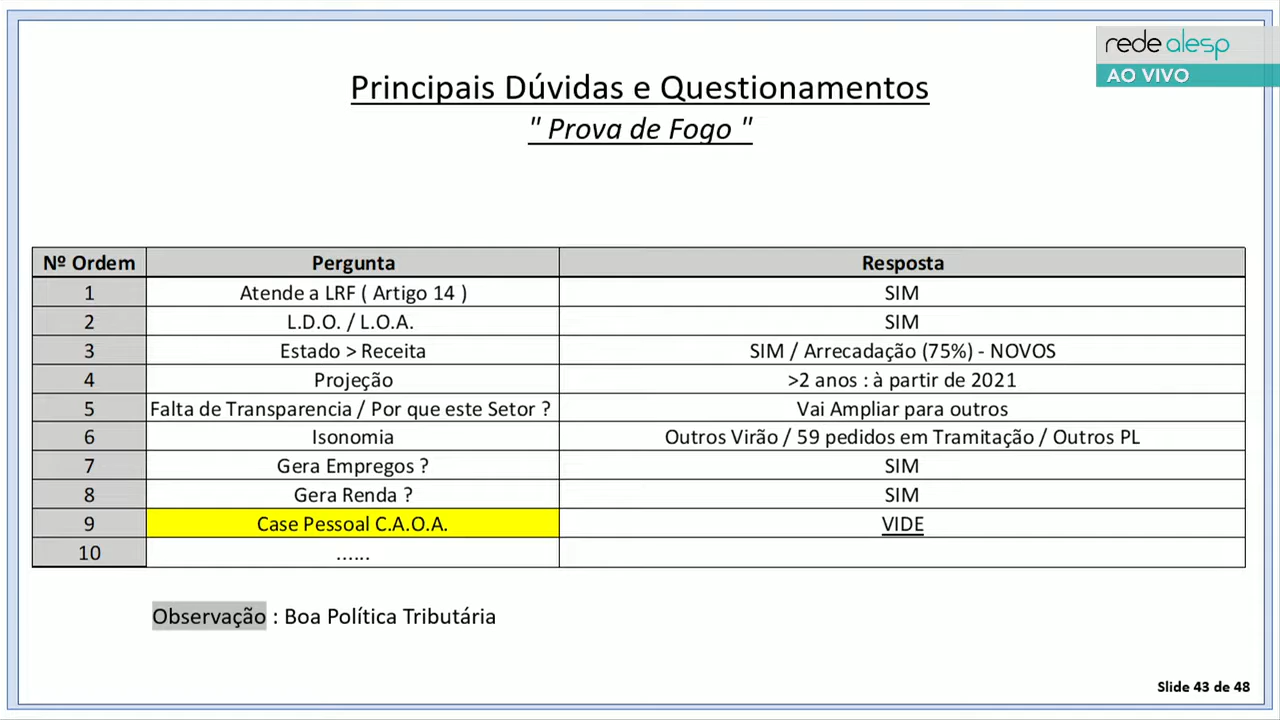 rede alesp
AO VIVO
Principais Dúvidas e Questionamentos
" Prova de Fogo "
Nº Ordem Pergunta Resposta
1 Atende a LRF ( Artigo 14 ) SIM
2 L.D.O. / L.O.A. SIM
3 Estado > Receita SIM / Arrecadação (75%) - NOVOS
4 Projeção >2 anos : à partir de 2021
5 Falta de Transparencia / Por que este Setor ? Vai Ampliar para outros
6 Isonomia Outros Virão / 59 pedidos em Tramitação / Outros PL
7 Gera Empregos ? SIM
8 Gera Renda ? SIM
9 Case Pessoal C.A.O.A. VIDE
10 ......
Observação : Boa Política Tributária
Slide 43 de 48